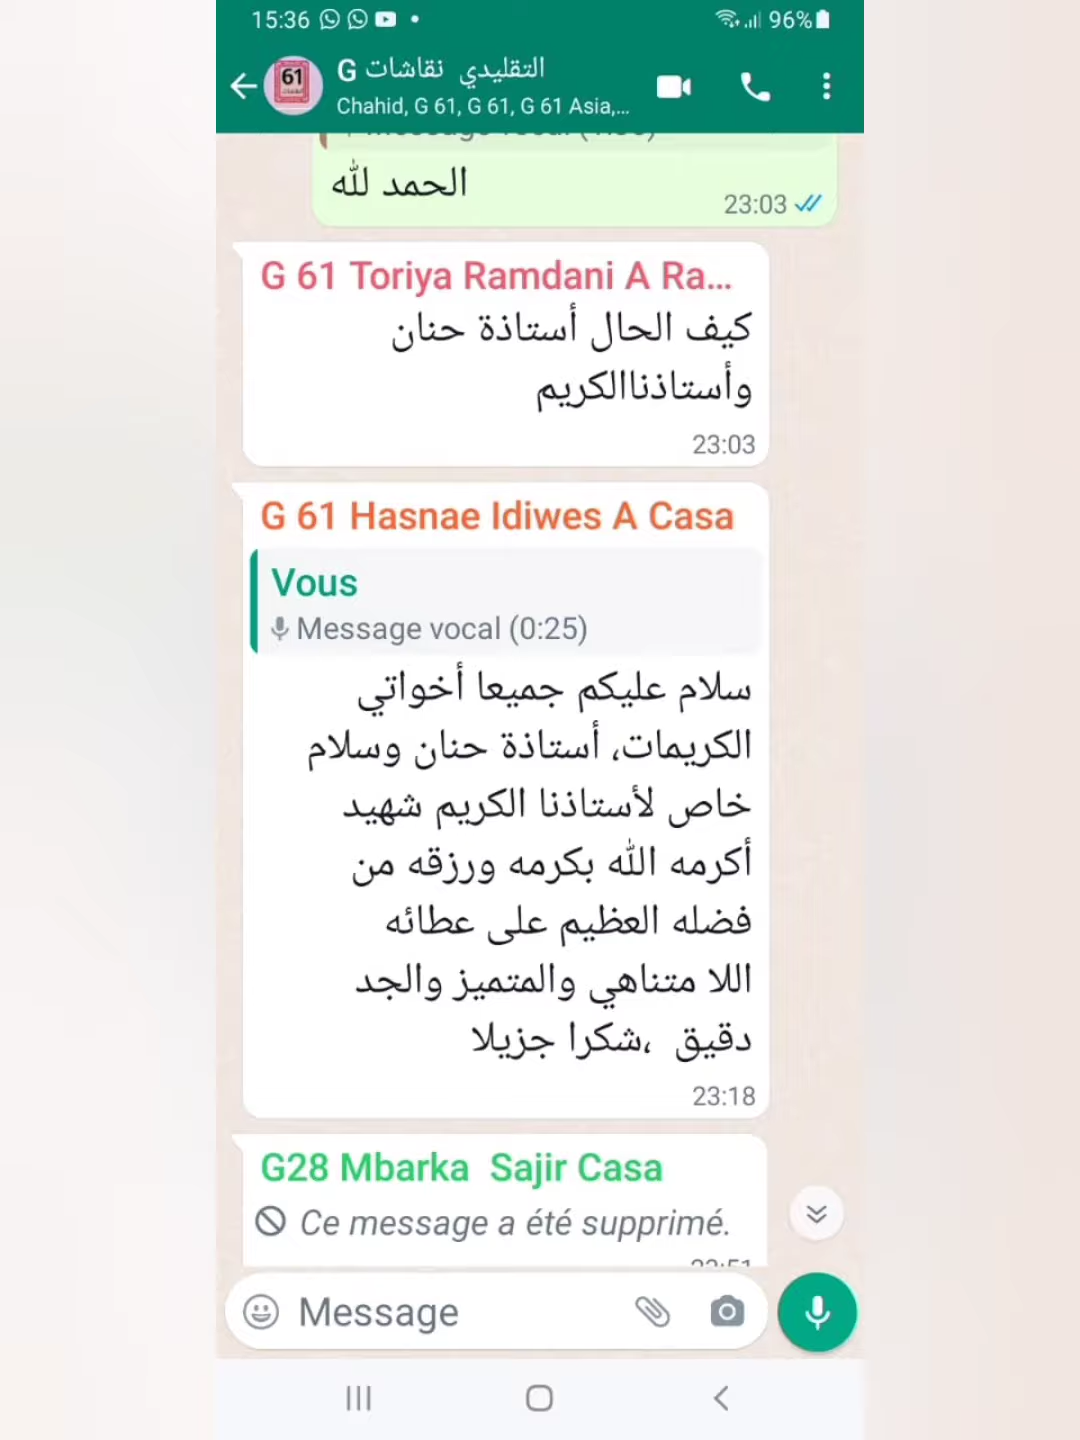 15:36
96%
61
G التقليدي نقاشات
Chahid, G 61, G 61, G 61 Asia,...
الحمد لله
23:03
G 61 Toriya Ramdani A Ra...
كيف الحال أستاذة حنان
وأستاذناالكريم
23:03
G 61 Hasnae Idiwes A Casa
Vous
Message vocal (0:25)
سلام عليكم جميعا أخواتي
الكريمات، أستاذة حنان وسلام
خاص لأستاذنا الكريم شهيد
أكرمه الله بكرمه ورزقه من
فضله العظيم على عطائه
اللا متناهي والمتميز والجد
دقيق ،شكرا جزيلا
23:18
G28 Mbarka Sajir Casa
Ce message a été supprimé.
Message